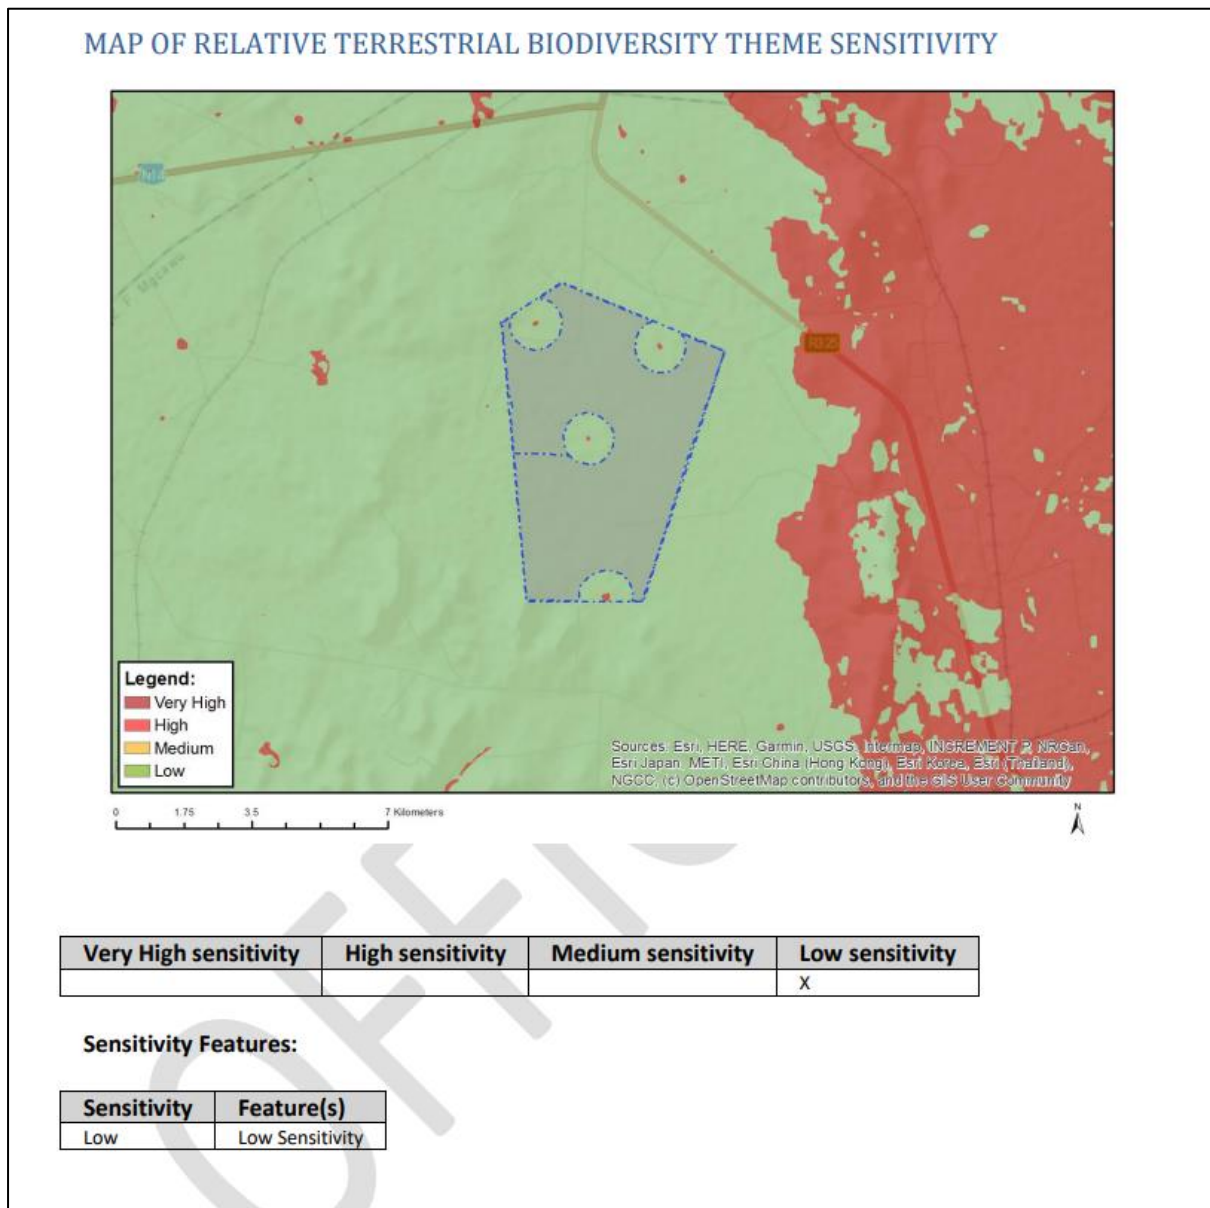 MAP OF RELATIVE TERRESTRIAL BIODIVERSITY THEME SENSITIVITY
N14
Mgcawu
R325
Legend:
Very High
High
Medium
Low
Sources: Esri, HERE, Garmin, USGS, Intermap, INCREMENT P, NRCan,
Esri Japan, METI, Esri China (Hong Kong), Esri Korea, Esri (Thailand),
NGCC, (c) OpenStreetMap contributors, and the GIS User Community
0 1.75 3.5 7 Kilometers
N
Very High sensitivity High sensitivity Medium sensitivity Low sensitivity
X
Sensitivity Features:
Sensitivity Feature(s)
Low Low Sensitivity